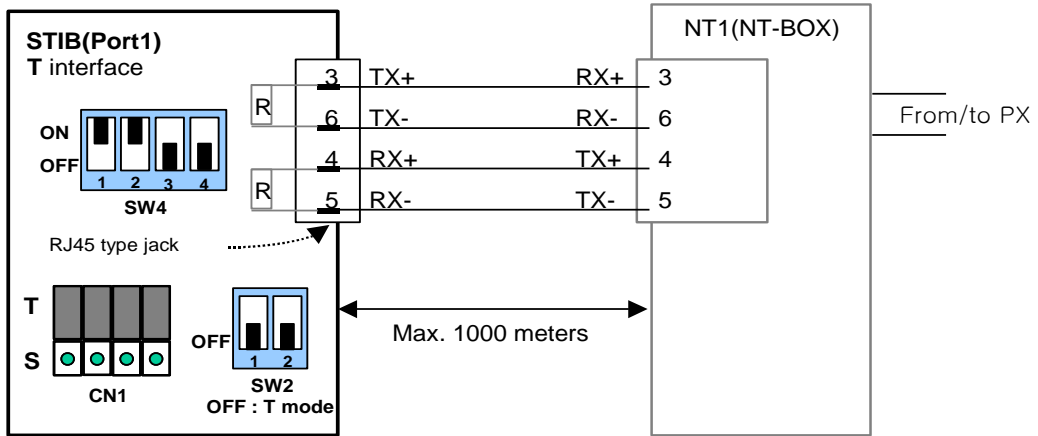 STIB(Port1)
T interface
NT1(NT-BOX)
3 TX+ RX+ 3
R
6 TX- RX- 6
4 RX+ TX+ 4
R
5 RX- TX- 5
From/to PX
ON
OFF
1 2 3 4
SW4
RJ45 type jack
T
S
CN1
OFF
1 2
SW2
OFF : T mode
Max. 1000 meters